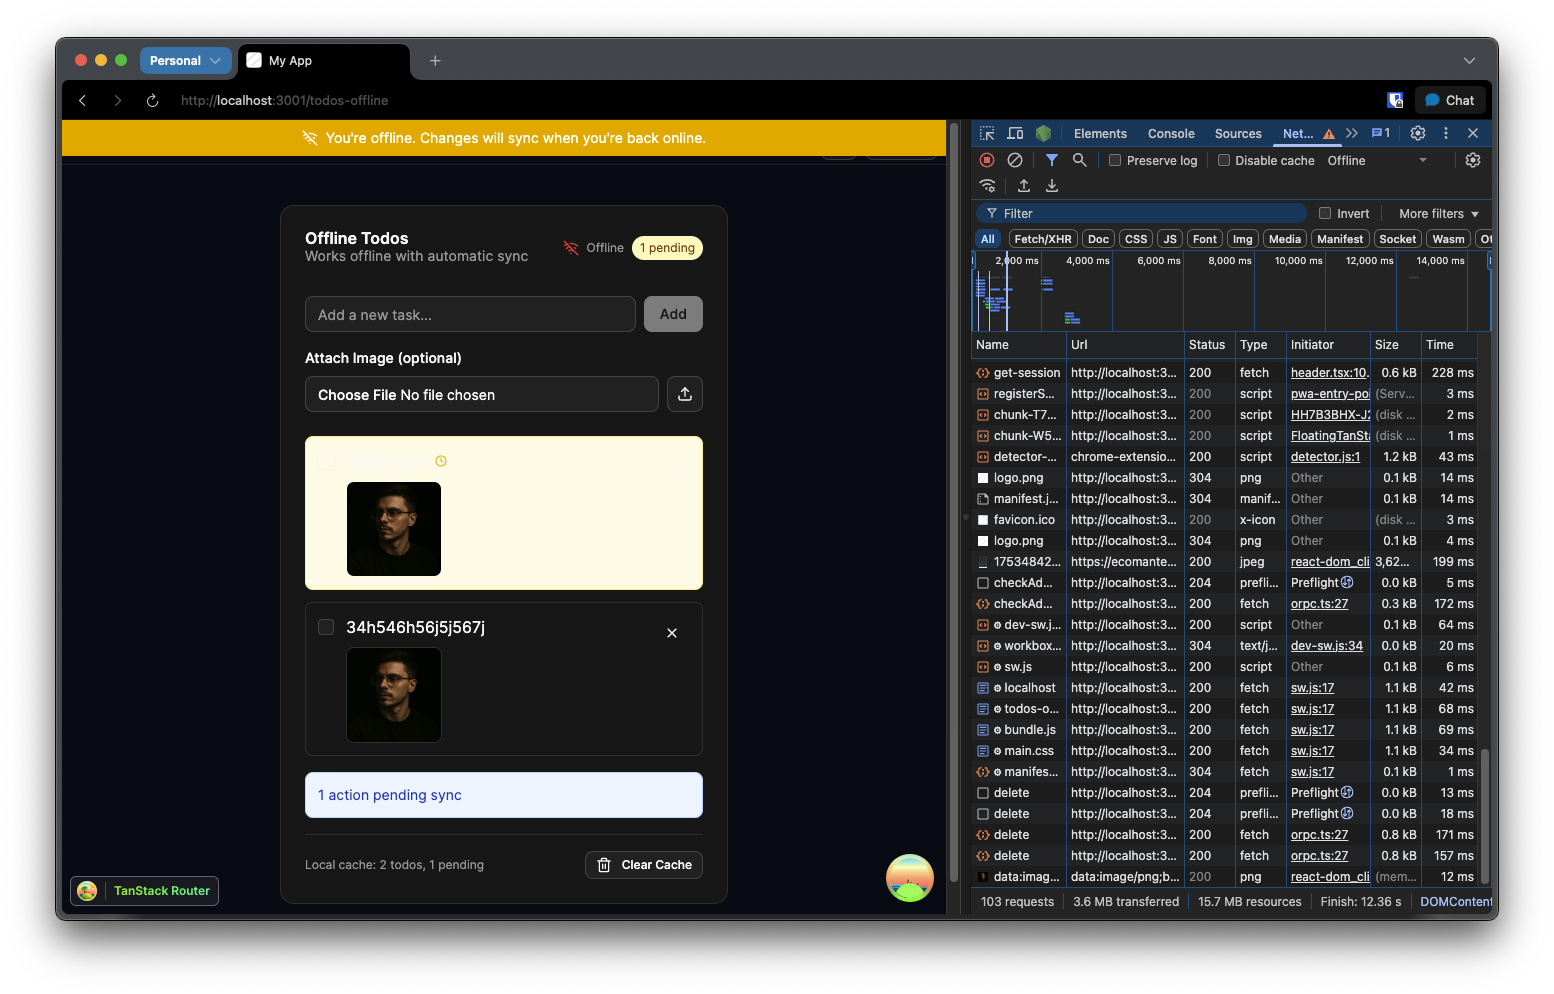 Personal
My App
http://localhost:3001/todos-offline
Chat
You're offline. Changes will sync when you're back online.
Offline Todos
Works offline with automatic sync
Offline
1 pending
Add a new task...
Add
Attach Image (optional)
Choose File No file chosen
34h546h56j5j567j
1 action pending sync
Local cache: 2 todos, 1 pending
Clear Cache
TanStack Router
Elements Console Sources Net... 1
Preserve log Disable cache Offline
Filter Invert More filters
All Fetch/XHR Doc CSS JS Font Img Media Manifest Socket Wasm Ot
2,000 ms 4,000 ms 6,000 ms 8,000 ms 10,000 ms 12,000 ms 14,000 ms
Name Url Status Type Initiator Size Time
get-session http://localhost:3... 200 fetch header.tsx:10. 0.6 kB 228 ms
registerS... http://localhost:3... 200 script pwa-entry-poi (Serv... 3 ms
chunk-T7... http://localhost:3... 200 script HH7B3BHX-J2 (disk ... 2 ms
chunk-W5... http://localhost:3... 200 script FloatingTanSta (disk ... 1 ms
detector-... chrome-extensio... 200 script detector.js:1 1.2 kB 43 ms
logo.png http://localhost:3... 304 png Other 0.1 kB 14 ms
manifest.j... http://localhost:3... 304 manif... Other 0.1 kB 14 ms
favicon.ico http://localhost:3... 200 x-icon Other (disk ... 3 ms
logo.png http://localhost:3... 304 png Other 0.1 kB 4 ms
17534842... https://ecomante... 200 jpeg react-dom_cli 3,62... 199 ms
checkAd... http://localhost:3... 204 prefli... Preflight 0.0 kB 5 ms
checkAd... http://localhost:3... 200 fetch orpc.ts:27 0.3 kB 172 ms
dev-sw.j... http://localhost:3... 200 script Other 0.1 kB 64 ms
workbox... http://localhost:3... 304 text/j... dev-sw.js:34 0.0 kB 20 ms
sw.js http://localhost:3... 200 script Other 0.1 kB 6 ms
localhost http://localhost:3... 200 fetch sw.js:17 1.1 kB 42 ms
todos-o... http://localhost:3... 200 fetch sw.js:17 1.1 kB 68 ms
bundle.js http://localhost:3... 200 fetch sw.js:17 1.1 kB 69 ms
main.css http://localhost:3... 200 fetch sw.js:17 1.1 kB 34 ms
manifes... http://localhost:3... 304 fetch sw.js:17 0.1 kB 1 ms
delete http://localhost:3... 204 prefli... Preflight 0.0 kB 13 ms
delete http://localhost:3... 204 prefli... Preflight 0.0 kB 18 ms
delete http://localhost:3... 200 fetch orpc.ts:27 0.8 kB 171 ms
delete http://localhost:3... 200 fetch orpc.ts:27 0.8 kB 157 ms
data:imag... data:image/png;b... 200 png react-dom_cli (mem... 12 ms
103 requests 3.6 MB transferred 15.7 MB resources Finish: 12.36 s DOMContent